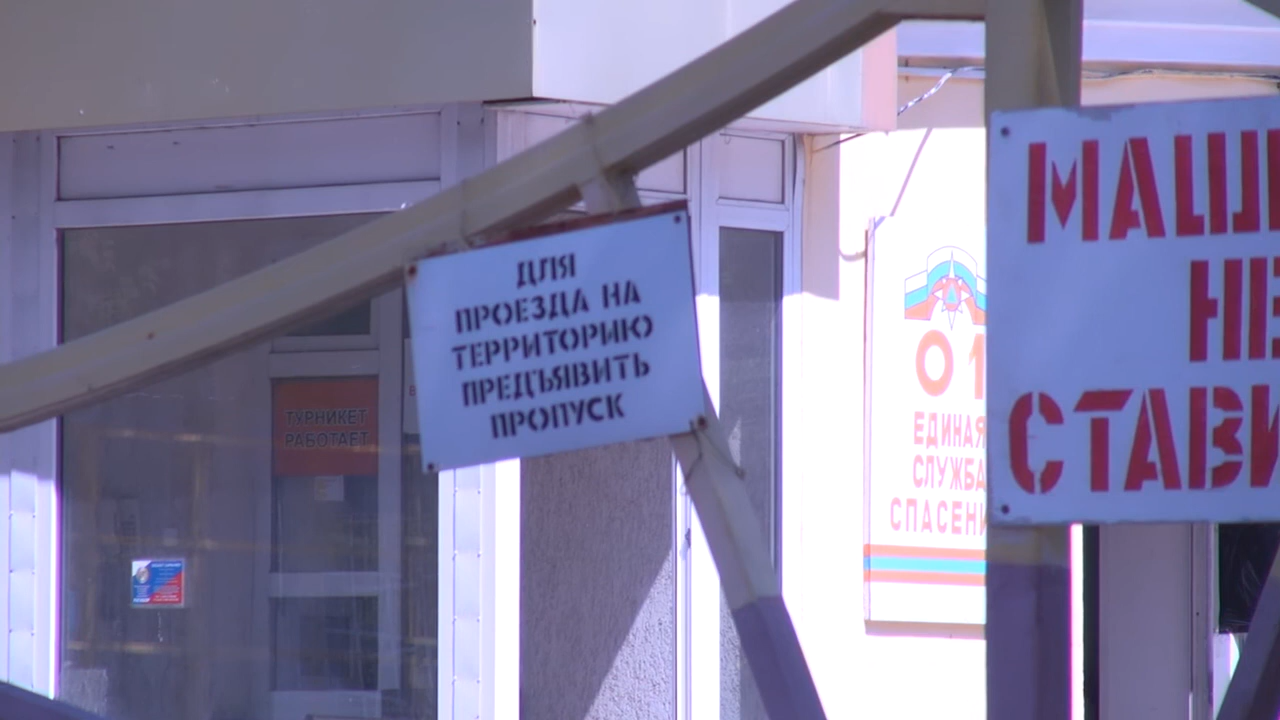 ДЛЯ
ПРОЕЗДА НА
ТЕРРИТОРИЮ
ПРЕДЪЯВИТЬ
ПРОПУСК
ТУРНИКЕТ
РАБОТАЕТ
01
ЕДИНАЯ
СЛУЖБА
СПАСЕНИ
МАШ
НЕ
СТАВИ